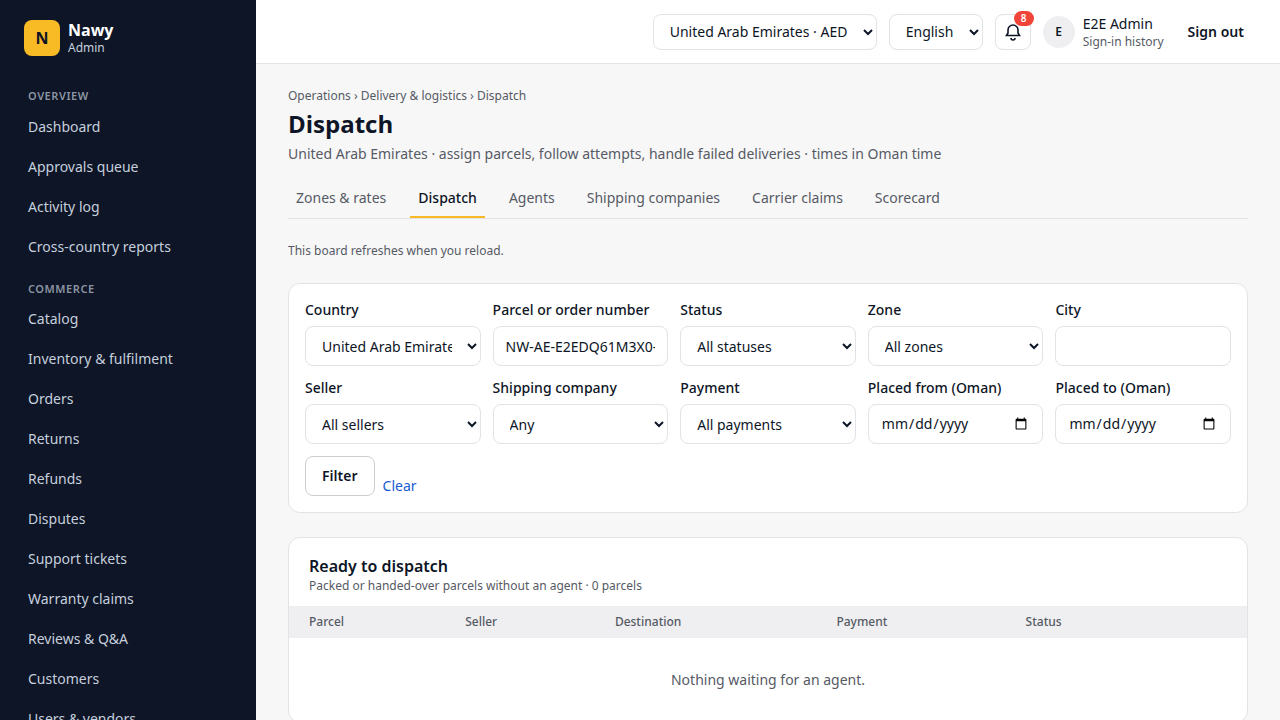 N
Nawy
Admin
OVERVIEW
Dashboard
Approvals queue
Activity log
Cross-country reports
COMMERCE
Catalog
Inventory & fulfilment
Orders
Returns
Refunds
Disputes
Support tickets
Warranty claims
Reviews & Q&A
Customers
Users & vendors
United Arab Emirates · AED
English
8
E
E2E Admin
Sign-in history
Sign out
Operations › Delivery & logistics › Dispatch
Dispatch
United Arab Emirates · assign parcels, follow attempts, handle failed deliveries · times in Oman time
Zones & rates Dispatch Agents Shipping companies Carrier claims Scorecard
This board refreshes when you reload.
Country Parcel or order number Status Zone City
United Arab Emirate NW-AE-E2EDQ61M3X0- All statuses All zones
Seller Shipping company Payment Placed from (Oman) Placed to (Oman)
All sellers Any All payments mm/dd/yyyy mm/dd/yyyy
Filter Clear
Ready to dispatch
Packed or handed-over parcels without an agent · 0 parcels
Parcel Seller Destination Payment Status
Nothing waiting for an agent.